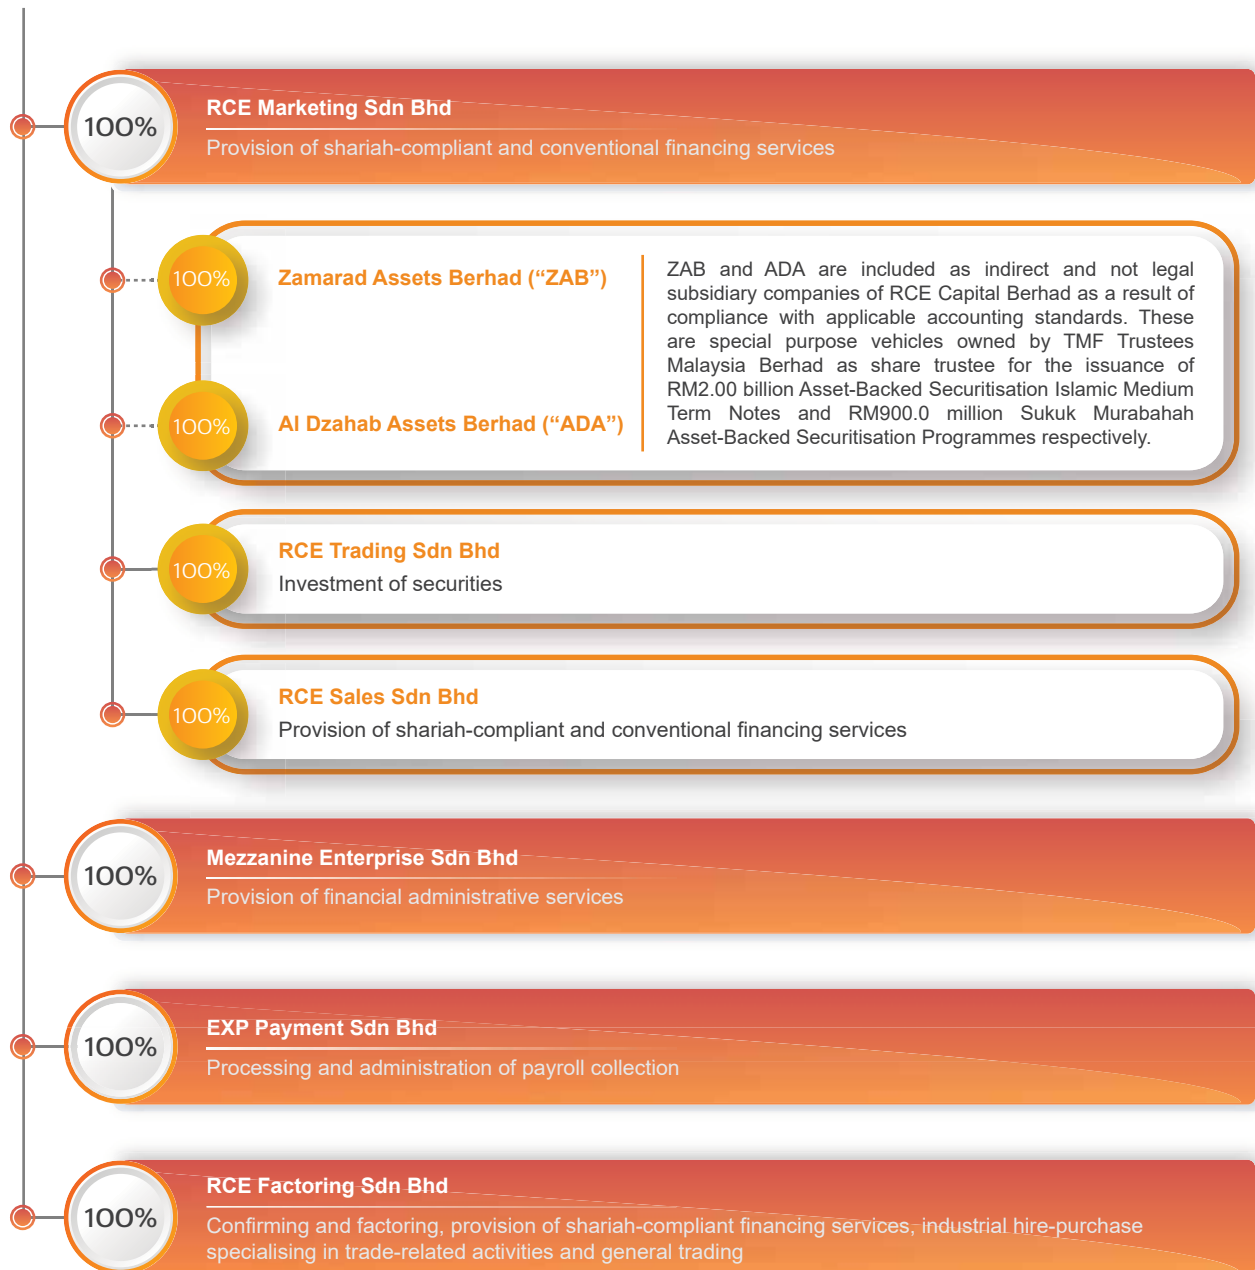 100%
RCE Marketing Sdn Bhd
Provision of shariah-compliant and conventional financing services
100%
Zamarad Assets Berhad (“ZAB”)
100%
Al Dzahab Assets Berhad (“ADA”)
ZAB and ADA are included as indirect and not legal
subsidiary companies of RCE Capital Berhad as a result of
compliance with applicable accounting standards. These
are special purpose vehicles owned by TMF Trustees
Malaysia Berhad as share trustee for the issuance of
RM2.00 billion Asset-Backed Securitisation Islamic Medium
Term Notes and RM900.0 million Sukuk Murabahah
Asset-Backed Securitisation Programmes respectively.
100%
RCE Trading Sdn Bhd
Investment of securities
100%
RCE Sales Sdn Bhd
Provision of shariah-compliant and conventional financing services
100%
Mezzanine Enterprise Sdn Bhd
Provision of financial administrative services
100%
EXP Payment Sdn Bhd
Processing and administration of payroll collection
100%
RCE Factoring Sdn Bhd
Confirming and factoring, provision of shariah-compliant financing services, industrial hire-purchase
specialising in trade-related activities and general trading